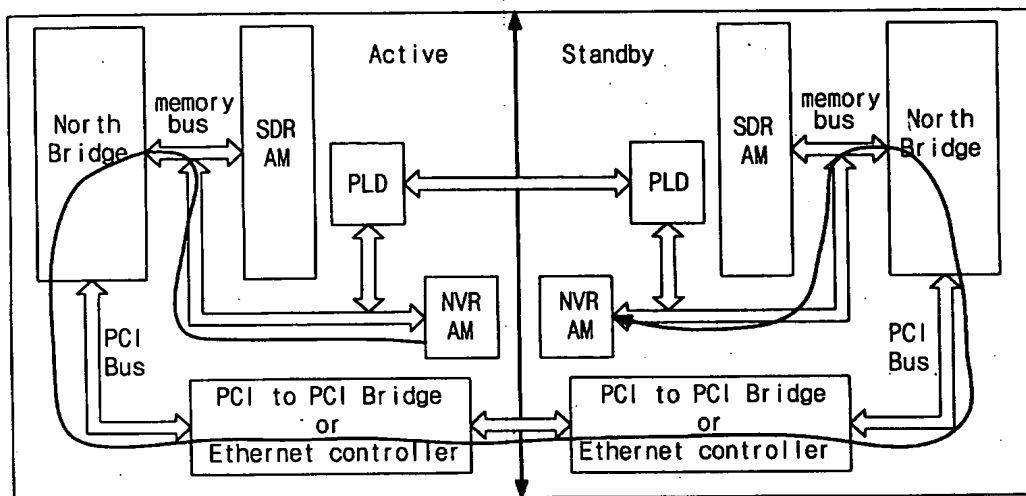 Active
Standby
memory
bus
memory
bus
North
Bridge
SDR
AM
SDR
AM
North
Bridge
PLD
PLD
NVR
AM
NVR
AM
PCI
Bus
PCI
Bus
PCI to PCI Bridge
or
Ethernet controller
PCI to PCI Bridge
or
Ethernet controller